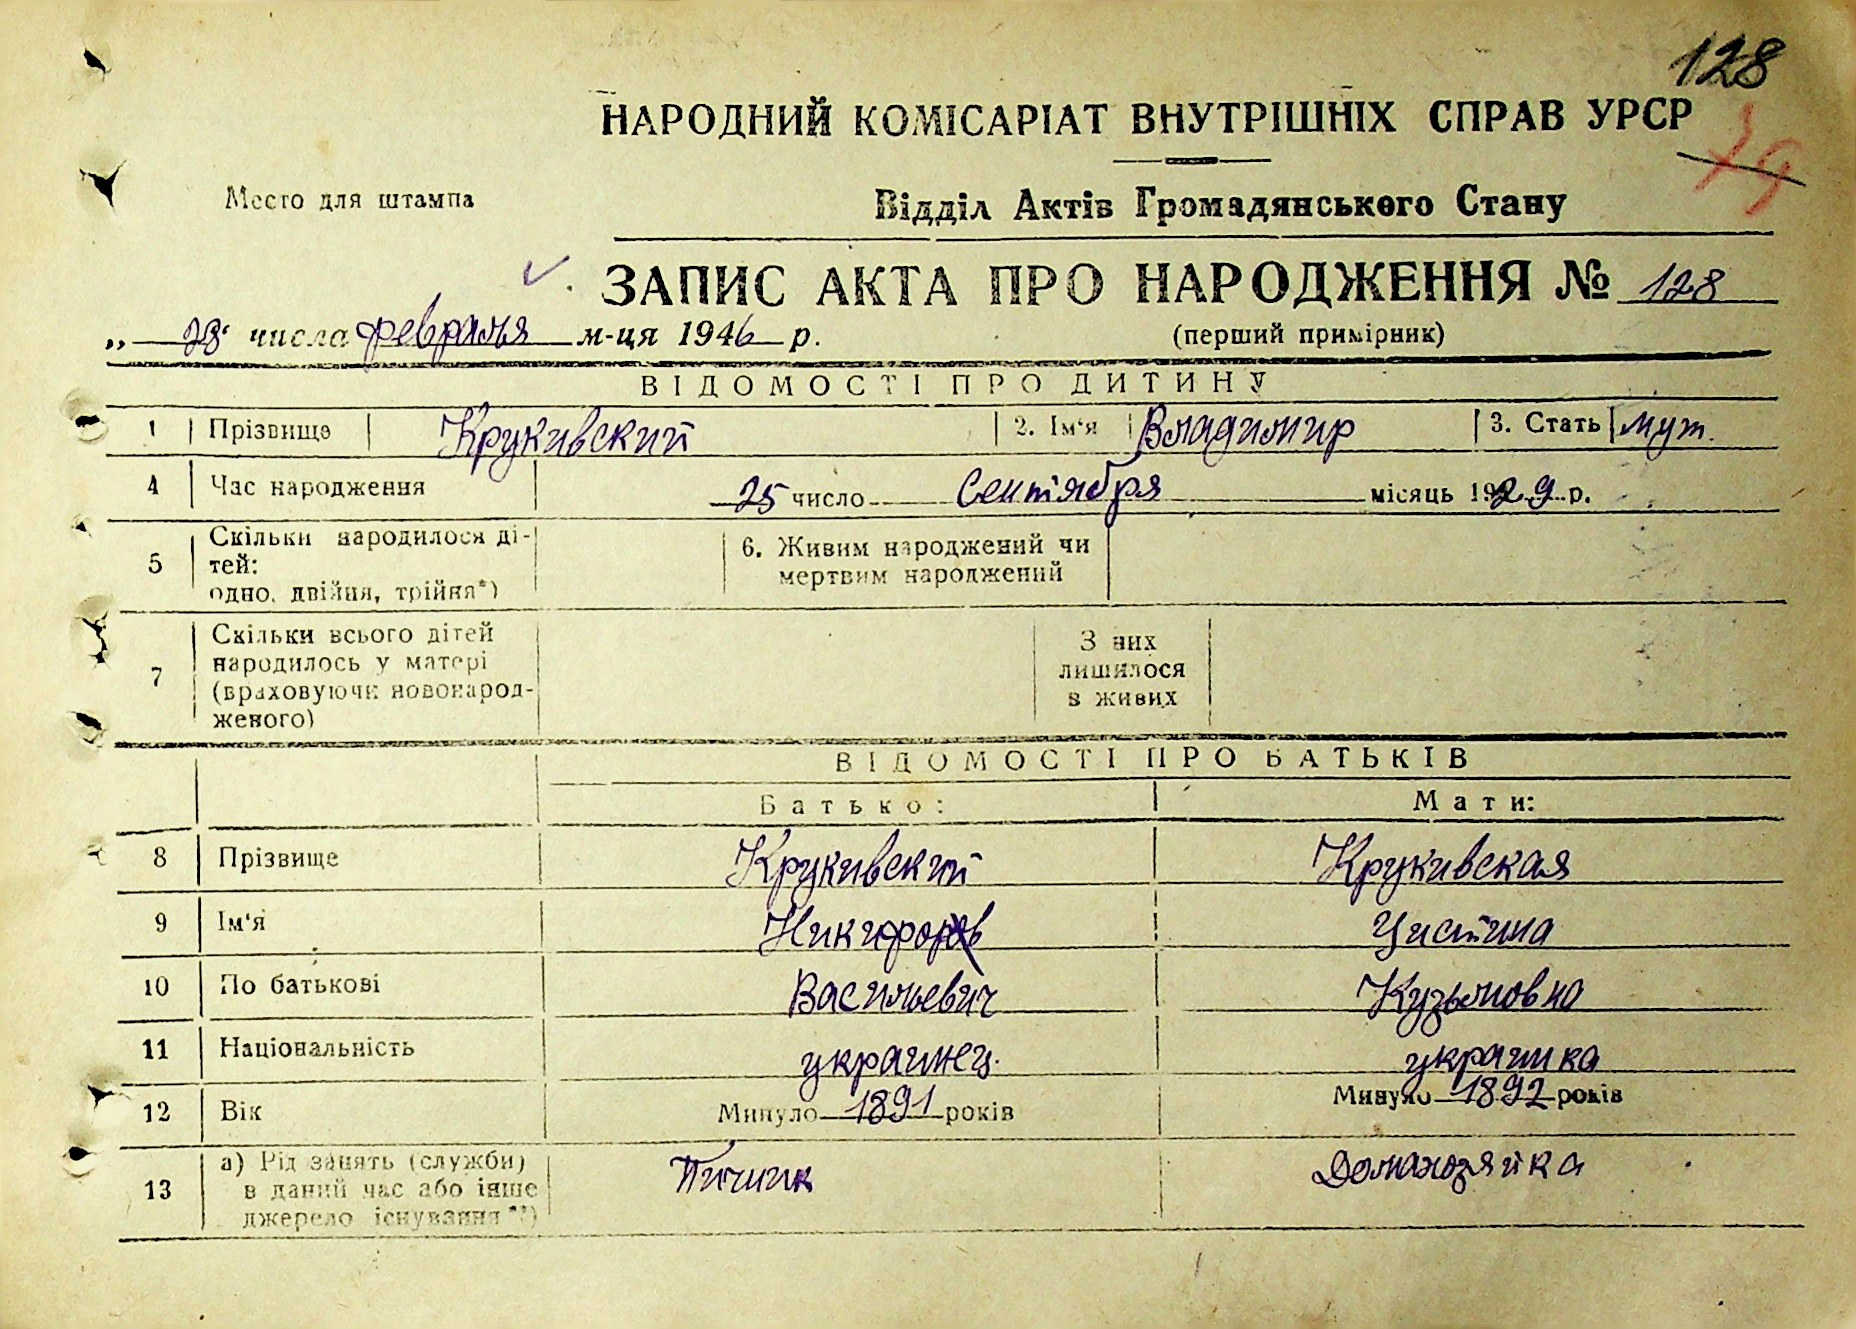 128
НАРОДНИЙ КОМІСАРІАТ ВНУТРІШНІХ СПРАВ УРСР
Место для штампа
Відділ Актів Громадянського Стану
ЗАПИС АКТА ПРО НАРОДЖЕННЯ № 128
„ 28 числа февраля м-ця 1946 р.
(перший примірник)
ВІДОМОСТІ ПРО ДИТИНУ
1 Прізвище Крукивский 2. Ім'я Владимир 3. Стать муж.
4 Час народження 25 число Сентября місяць 1929 р.
5 Скільки народилося ді-
тей:
одно, двійня, трійня*)
6. Живим народжений чи
мертвим народжений
7 Скільки всього дітей
народилось у матері
(враховуючи новонарод-
женого)
З них
лишилося
в живих
ВІДОМОСТІ ПРО БАТЬКІВ
Батько: Мати:
8 Прізвище Крукивский Крукивская
9 Ім'я Никифор Устина
10 По батькові Васильевич Кузьмовна
11 Національність украинец. украинка
12 Вік Минуло 1891 років Минуло 1892 років
13 а) Рід занять (служби)
в даний час або інше
джерело існування**)
Домахозяйка